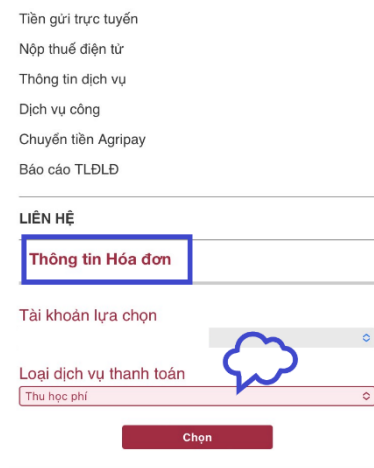 Tiền gửi trực tuyến
Nộp thuế điện tử
Thông tin dịch vụ
Dịch vụ công
Chuyển tiền Agripay
Báo cáo TLĐLĐ
LIÊN HỆ
Thông tin Hóa đơn
Tài khoản lựa chọn
Loại dịch vụ thanh toán
Thu học phí
Chọn